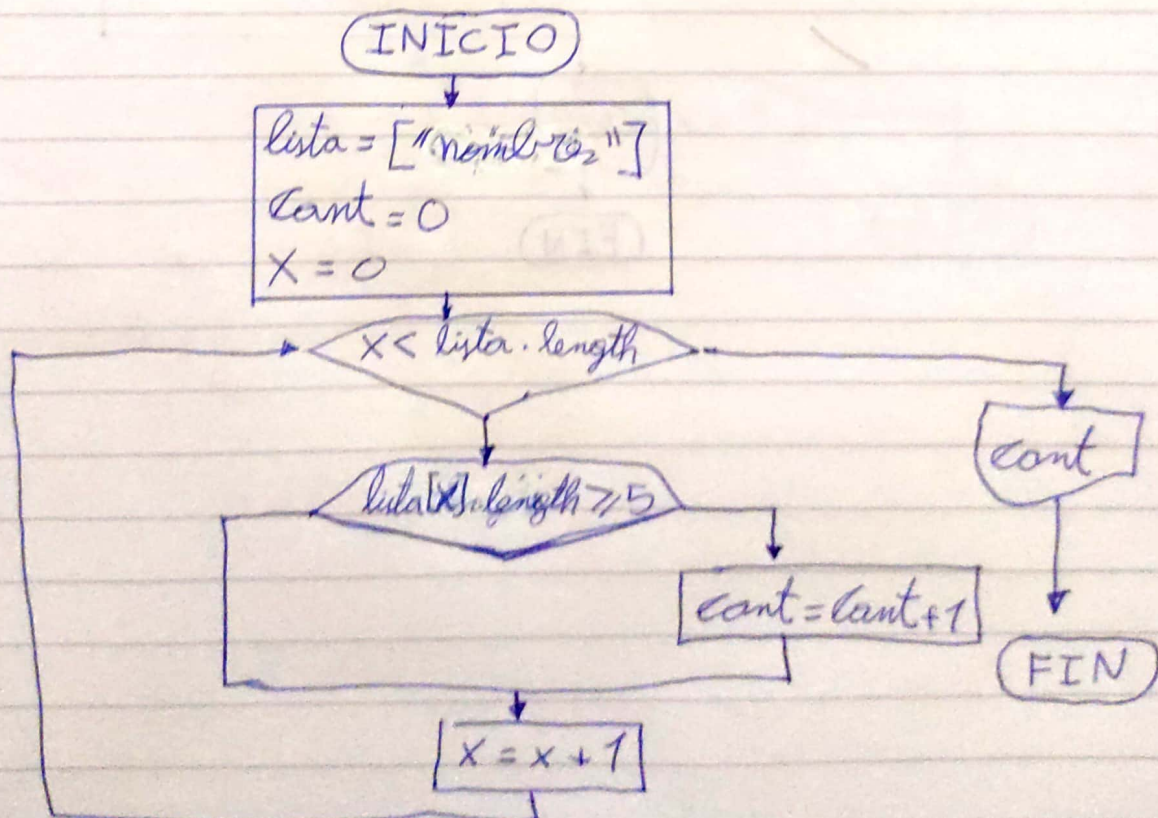 INICIO
lista = ["nombres"]
Cant = 0
X = 0
X < lista.length
lista[X].length ≥ 5
cant
cant = Cant + 1
FIN
X = x + 1